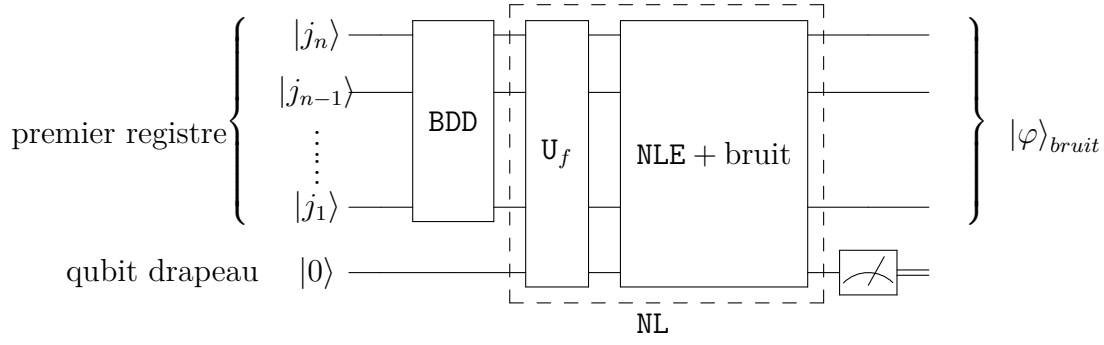 |j_n⟩
|j_{n-1}⟩
premier registre
|j_1⟩
qubit drapeau |0⟩
BDD
U_f
NLE + bruit
NL
|φ⟩_{bruit}